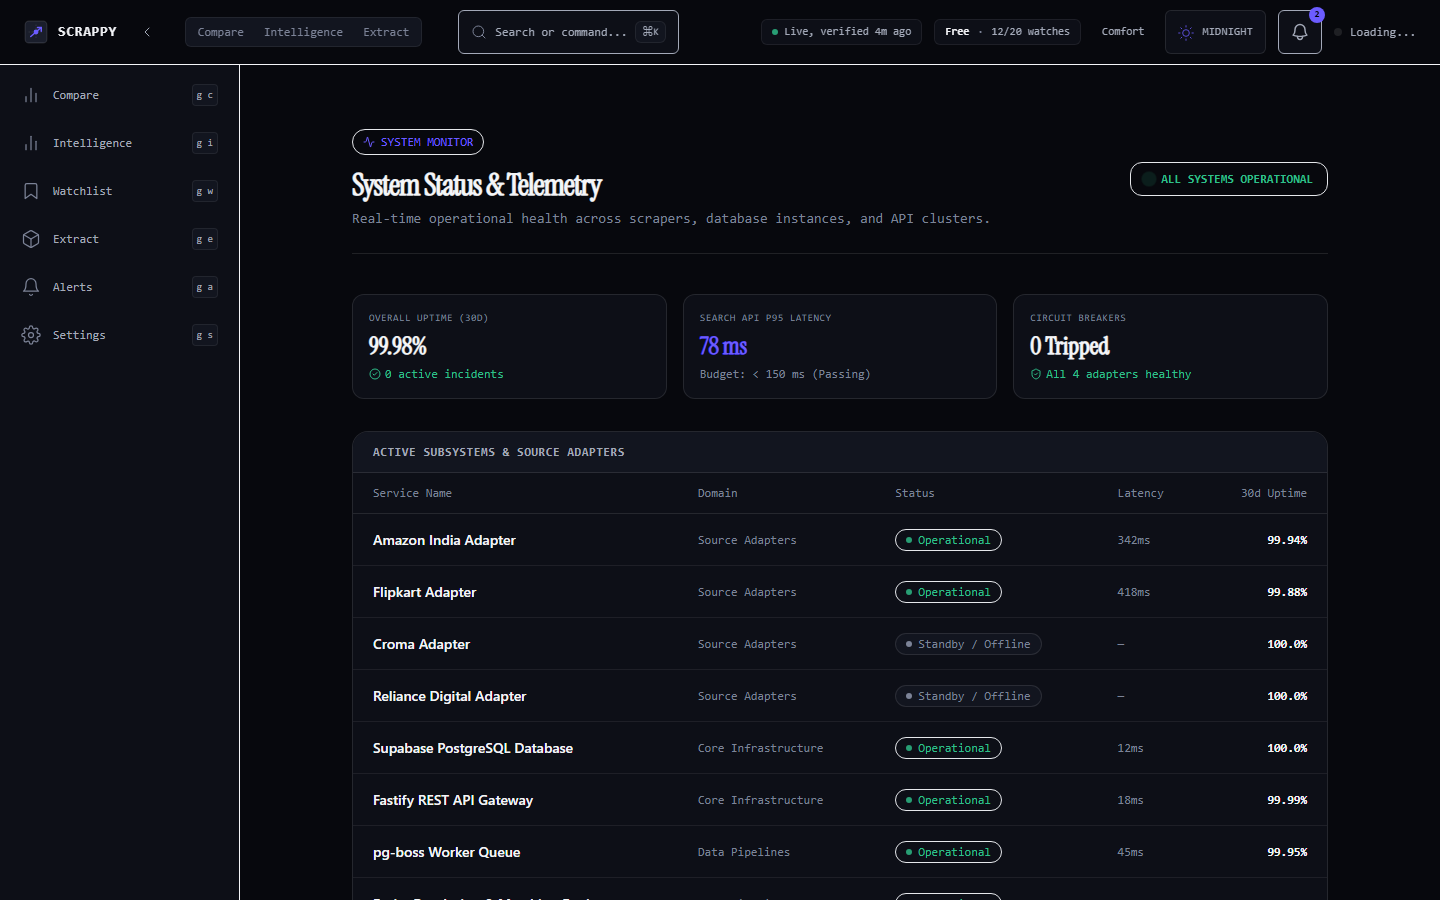 SCRAPPY
Compare Intelligence Extract
Search or command... ⌘K
Live, verified 4m ago
Free · 12/20 watches
Comfort
MIDNIGHT
2
Loading...
Compare g c
Intelligence g i
Watchlist g w
Extract g e
Alerts g a
Settings g s
SYSTEM MONITOR
System Status & Telemetry
Real-time operational health across scrapers, database instances, and API clusters.
ALL SYSTEMS OPERATIONAL
OVERALL UPTIME (30D)
99.98%
0 active incidents
SEARCH API P95 LATENCY
78 ms
Budget: < 150 ms (Passing)
CIRCUIT BREAKERS
0 Tripped
All 4 adapters healthy
ACTIVE SUBSYSTEMS & SOURCE ADAPTERS
Service Name Domain Status Latency 30d Uptime
Amazon India Adapter Source Adapters Operational 342ms 99.94%
Flipkart Adapter Source Adapters Operational 418ms 99.88%
Croma Adapter Source Adapters Standby / Offline — 100.0%
Reliance Digital Adapter Source Adapters Standby / Offline — 100.0%
Supabase PostgreSQL Database Core Infrastructure Operational 12ms 100.0%
Fastify REST API Gateway Core Infrastructure Operational 18ms 99.99%
pg-boss Worker Queue Data Pipelines Operational 45ms 99.95%